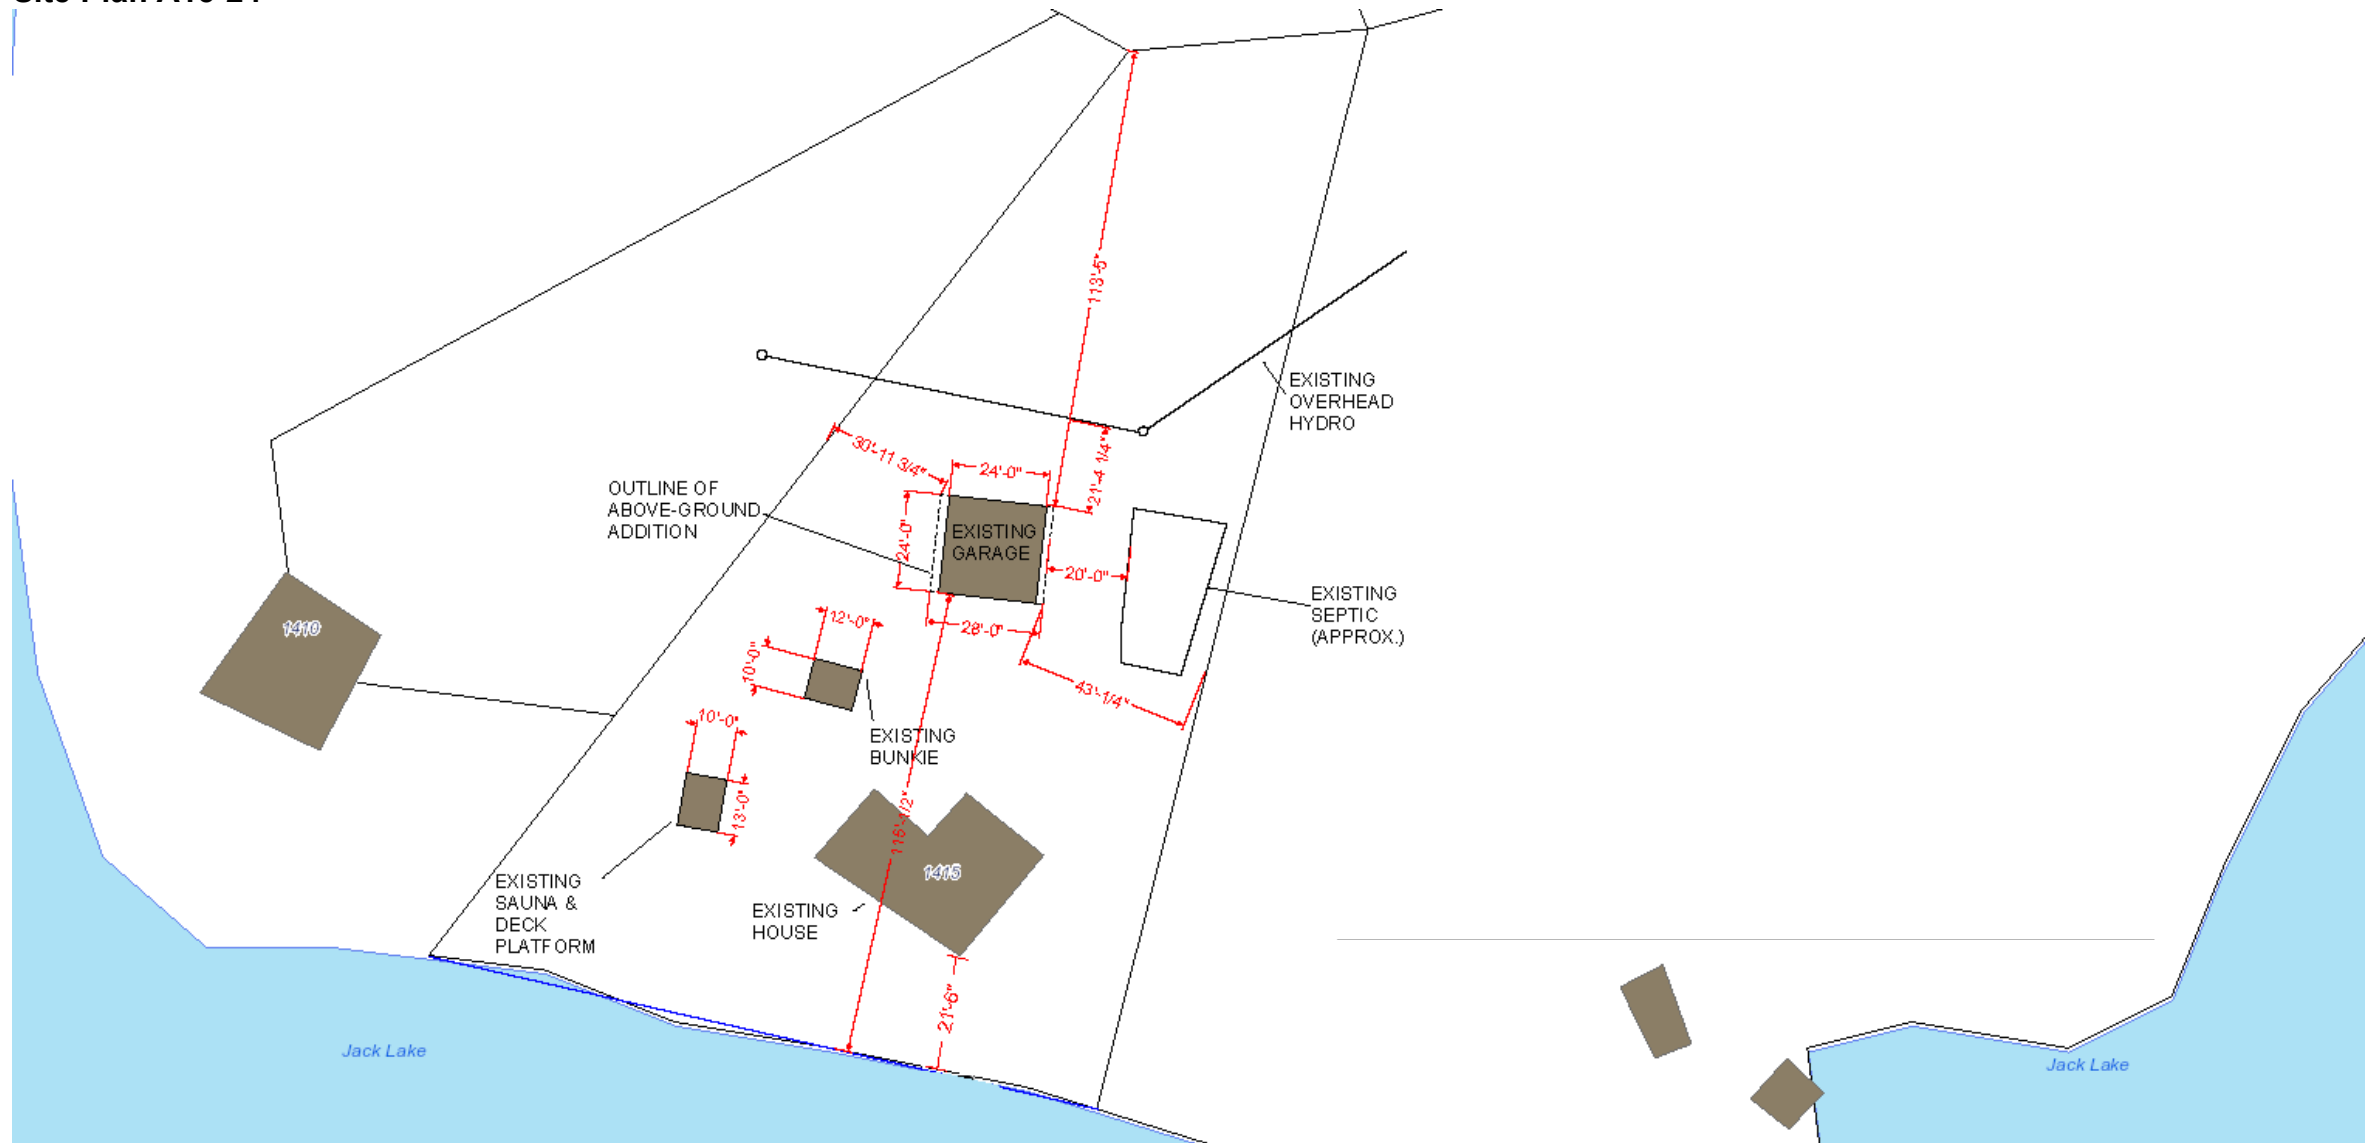 113'-5"
EXISTING
OVERHEAD
HYDRO
30'-11 3/4"
24'-0"
21'-4 1/4"
OUTLINE OF
ABOVE-GROUND
ADDITION
24'-0"
EXISTING
GARAGE
20'-0"
EXISTING
SEPTIC
(APPROX.)
28'-0"
12'-0"
10'-0"
1410
43'-1/4"
10'-0"
EXISTING
BUNKIE
13'-0"
1415
EXISTING
SAUNA &
DECK
PLATFORM
EXISTING
HOUSE
21'-6"
Jack Lake
Jack Lake